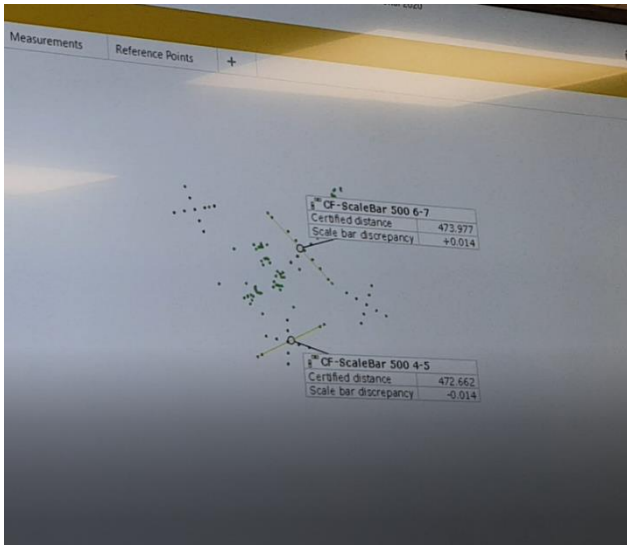 2020
Measurements
Reference Points
+
CF-ScaleBar 500 6-7
Certified distance 473.977
Scale bar discrepancy +0.014
CF-ScaleBar 500 4-5
Certified distance 472.662
Scale bar discrepancy -0.014